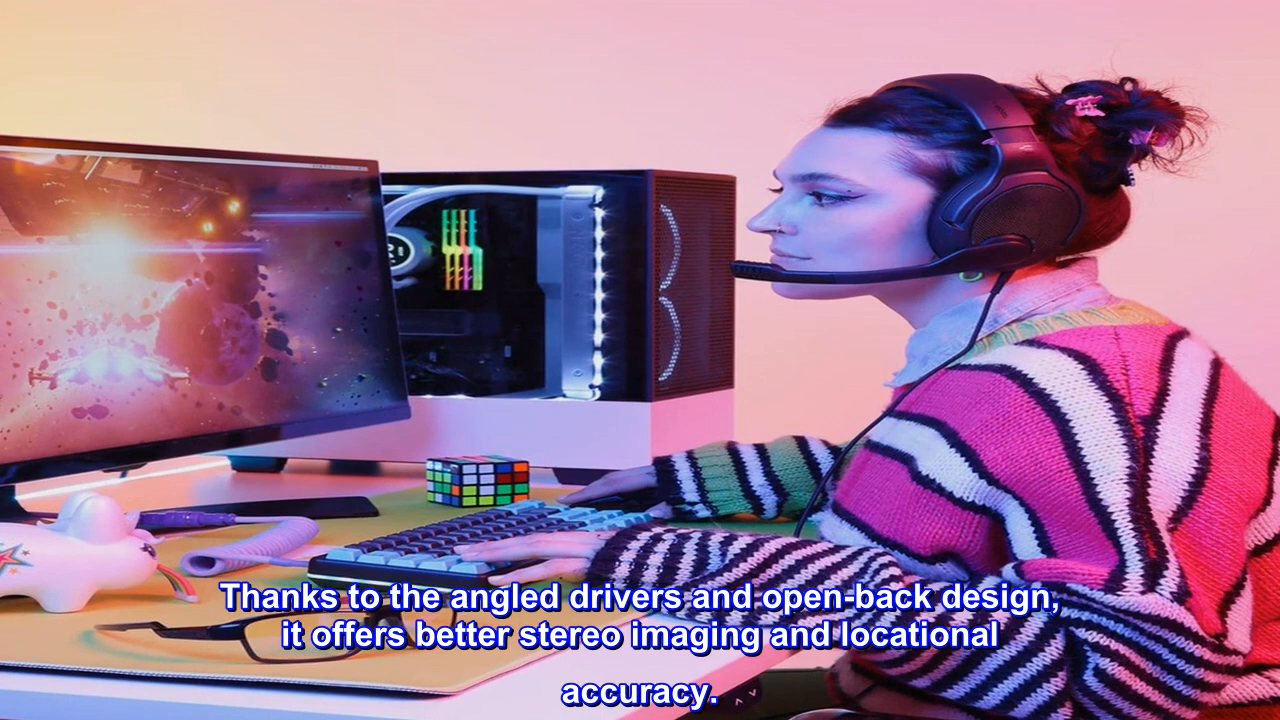 Thanks to the angled drivers and open-back design,
it offers better stereo imaging and locational
accuracy.